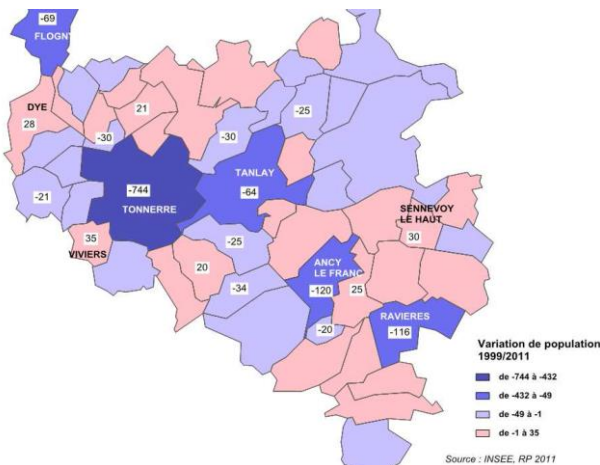 -69
FLOGNY
DYE
28
21
-30
-30
-25
TANLAY
-64
-744
TONNERRE
-21
SENNEVOY
LE HAUT
30
35
VIVIERS
-25
20
ANCY
LE FRANC
-120
25
-34
-20
RAVIERES
-116
Variation de population
1999/2011
de -744 à -432
de -432 à -49
de -49 à -1
de -1 à 35
Source : INSEE, RP 2011